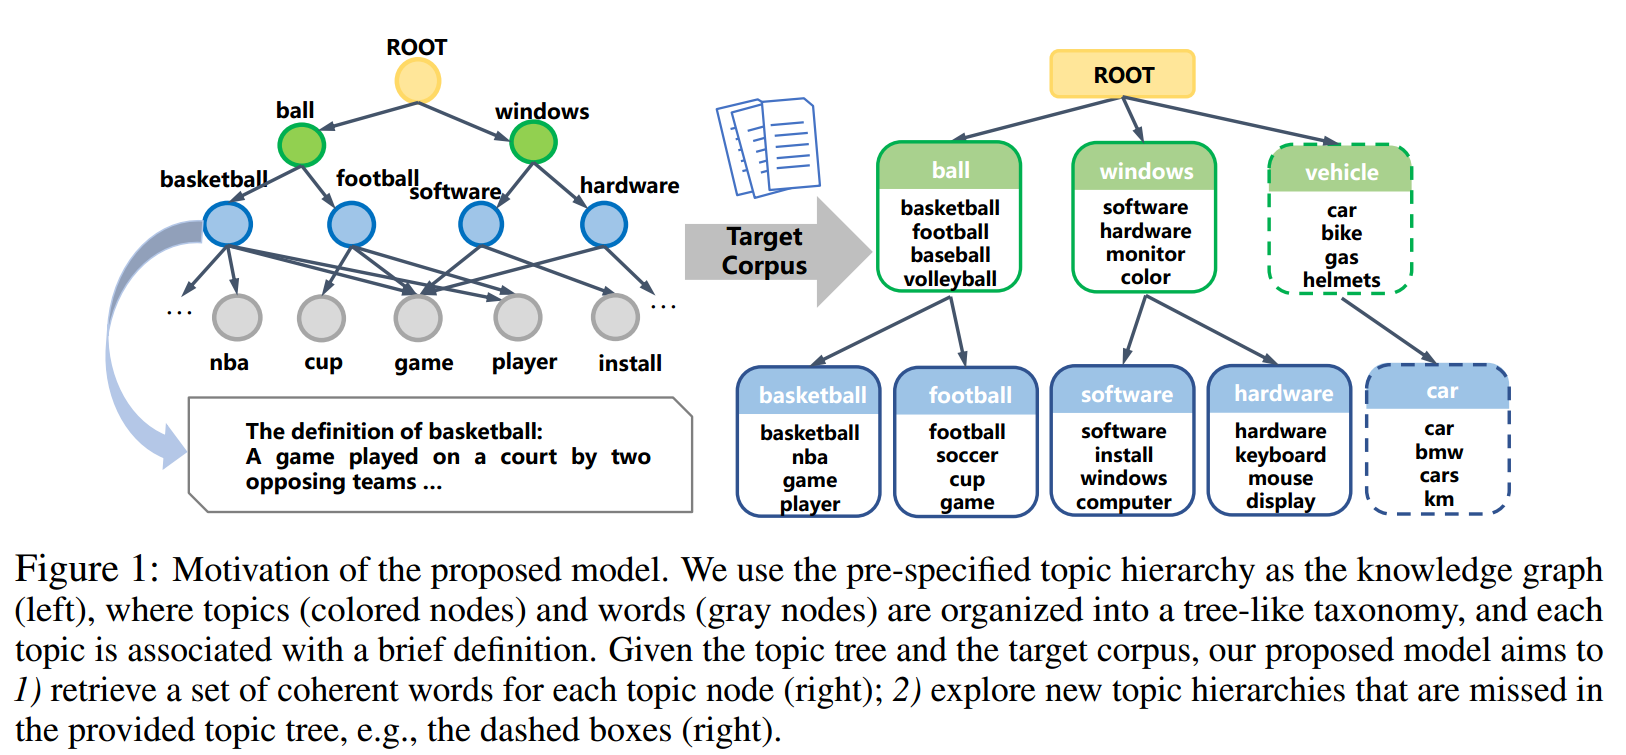 ROOT
ball
windows
basketball
football
software
hardware
...
...
nba
cup
game
player
install
The definition of basketball:
A game played on a court by two
opposing teams ...
Target
Corpus
ROOT
ball
basketball
football
baseball
volleyball
windows
software
hardware
monitor
color
vehicle
car
bike
gas
helmets
basketball
basketball
nba
game
player
football
football
soccer
cup
game
software
software
install
windows
computer
hardware
hardware
keyboard
mouse
display
car
car
bmw
cars
km
Figure 1: Motivation of the proposed model. We use the pre-specified topic hierarchy as the knowledge graph
(left), where topics (colored nodes) and words (gray nodes) are organized into a tree-like taxonomy, and each
topic is associated with a brief definition. Given the topic tree and the target corpus, our proposed model aims to
1) retrieve a set of coherent words for each topic node (right); 2) explore new topic hierarchies that are missed in
the provided topic tree, e.g., the dashed boxes (right).